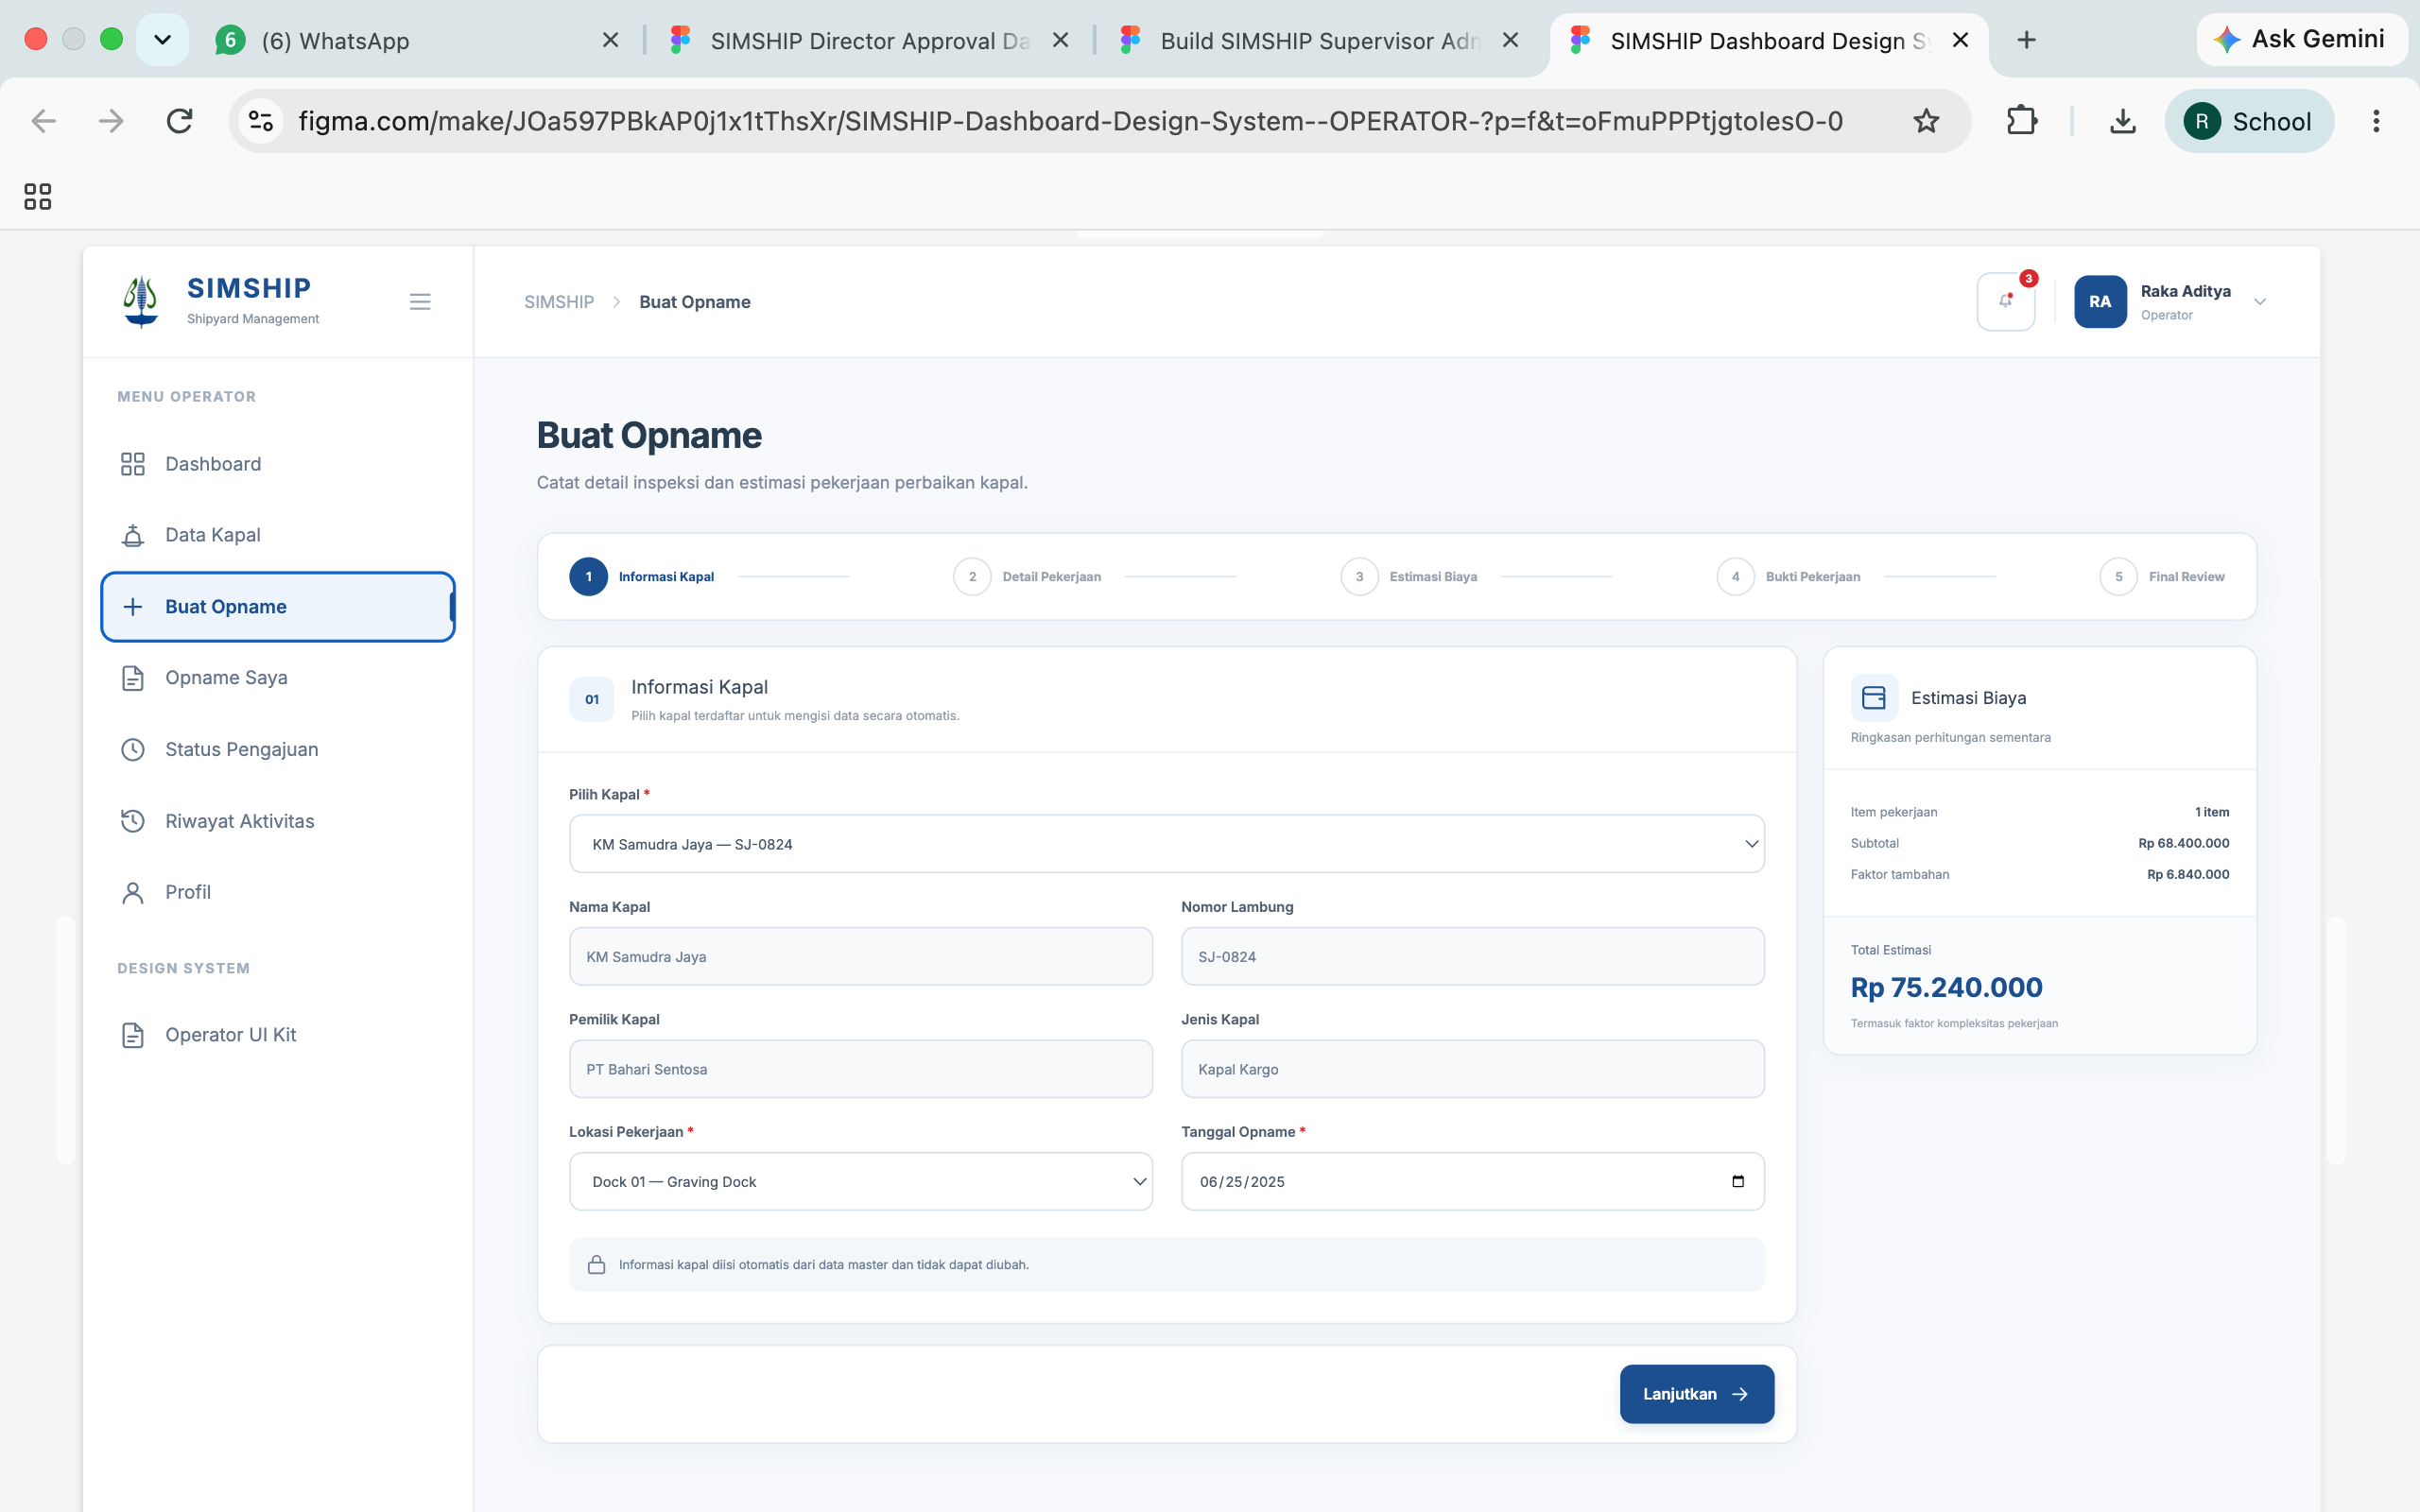 6 (6) WhatsApp
SIMSHIP Director Approval Da
Build SIMSHIP Supervisor Adn
SIMSHIP Dashboard Design S
Ask Gemini
figma.com/make/JOa597PBkAP0j1x1tThsXr/SIMSHIP-Dashboard-Design-System--OPERATOR-?p=f&t=oFmuPPPtjgtoIesO-0
R School
SIMSHIP
Shipyard Management
SIMSHIP > Buat Opname
3
RA
Raka Aditya
Operator
MENU OPERATOR
Dashboard
Data Kapal
Buat Opname
Opname Saya
Status Pengajuan
Riwayat Aktivitas
Profil
DESIGN SYSTEM
Operator UI Kit
Buat Opname
Catat detail inspeksi dan estimasi pekerjaan perbaikan kapal.
1 Informasi Kapal
2 Detail Pekerjaan
3 Estimasi Biaya
4 Bukti Pekerjaan
5 Final Review
01
Informasi Kapal
Pilih kapal terdaftar untuk mengisi data secara otomatis.
Pilih Kapal *
KM Samudra Jaya — SJ-0824
Nama Kapal
KM Samudra Jaya
Nomor Lambung
SJ-0824
Pemilik Kapal
PT Bahari Sentosa
Jenis Kapal
Kapal Kargo
Lokasi Pekerjaan *
Dock 01 — Graving Dock
Tanggal Opname *
06/25/2025
Informasi kapal diisi otomatis dari data master dan tidak dapat diubah.
Lanjutkan
Estimasi Biaya
Ringkasan perhitungan sementara
Item pekerjaan 1 item
Subtotal Rp 68.400.000
Faktor tambahan Rp 6.840.000
Total Estimasi
Rp 75.240.000
Termasuk faktor kompleksitas pekerjaan